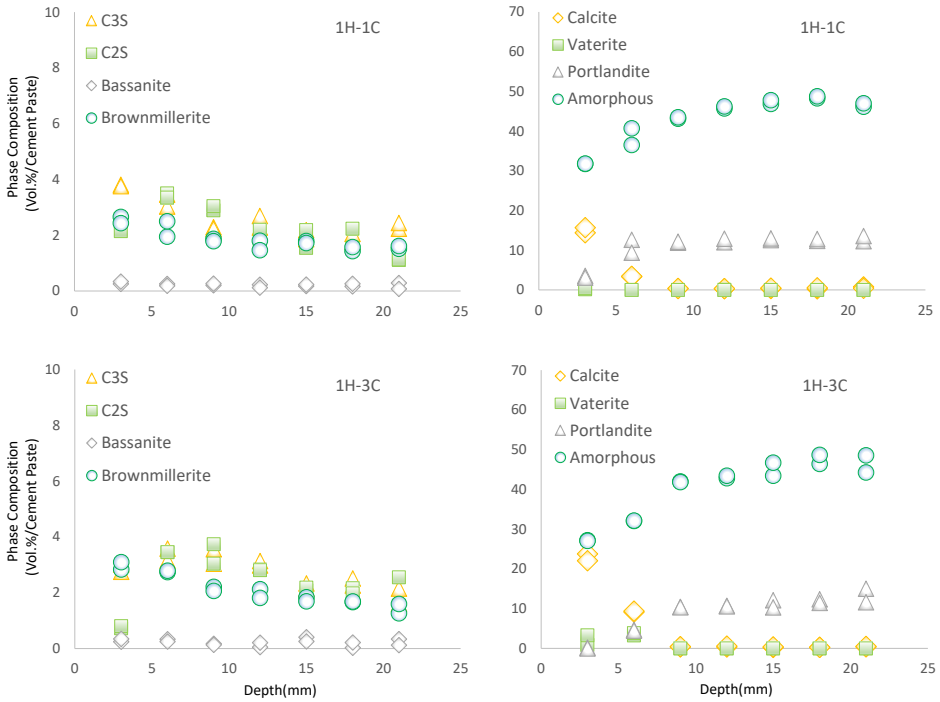 10
8
6
4
2
0
Phase Composition
(Vol.%/Cement Paste)
C3S
C2S
Bassanite
Brownmillerite
1H-1C
0 5 10 15 20 25
70
60
50
40
30
20
10
0
Calcite
Vaterite
Portlandite
Amorphous
1H-1C
0 5 10 15 20 25
10
8
6
4
2
0
Phase Composition
(Vol.%/Cement Paste)
C3S
C2S
Bassanite
Brownmillerite
1H-3C
0 5 10 15 20 25
Depth(mm)
70
60
50
40
30
20
10
0
Calcite
Vaterite
Portlandite
Amorphous
1H-3C
0 5 10 15 20 25
Depth(mm)